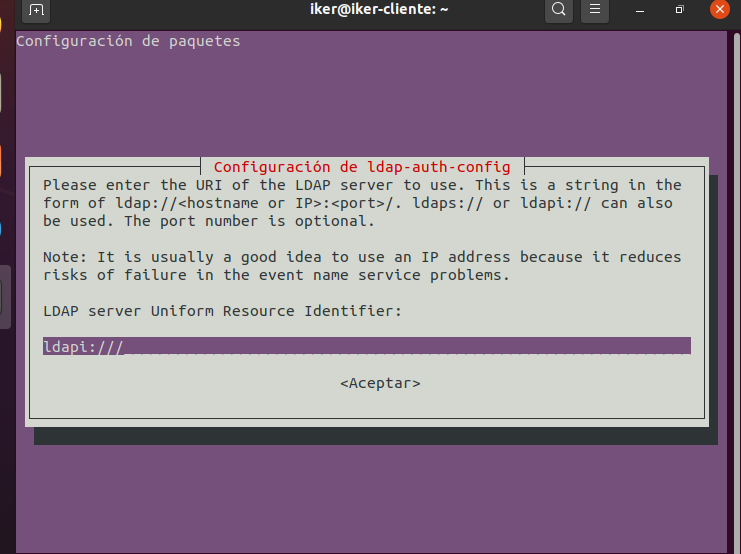 iker@iker-cliente: ~
Configuración de paquetes
Configuración de ldap-auth-config
Please enter the URI of the LDAP server to use. This is a string in the
form of ldap://<hostname or IP>:<port>/. ldaps:// or ldapi:// can also
be used. The port number is optional.
Note: It is usually a good idea to use an IP address because it reduces
risks of failure in the event name service problems.
LDAP server Uniform Resource Identifier:
ldapi:///
<Aceptar>